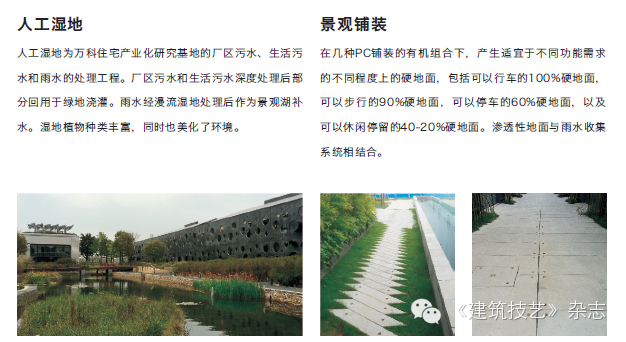 人工湿地
人工湿地为万科住宅产业化研究基地的厂区污水、生活污
水和雨水的处理工程。厂区污水和生活污水深度处理后部
分回用于绿地浇灌。雨水经漫流湿地处理后作为景观湖补
水。湿地植物种类丰富，同时也美化了环境。
景观铺装
在几种PC铺装的有机组合下，产生适宜于不同功能需求
的不同程度上的硬地面，包括可以行车的100%硬地面，
可以步行的90%硬地面，可以停车的60%硬地面，以及
可以休闲停留的40-20%硬地面。渗透性地面与雨水收集
系统相结合。
《建筑技艺》杂志